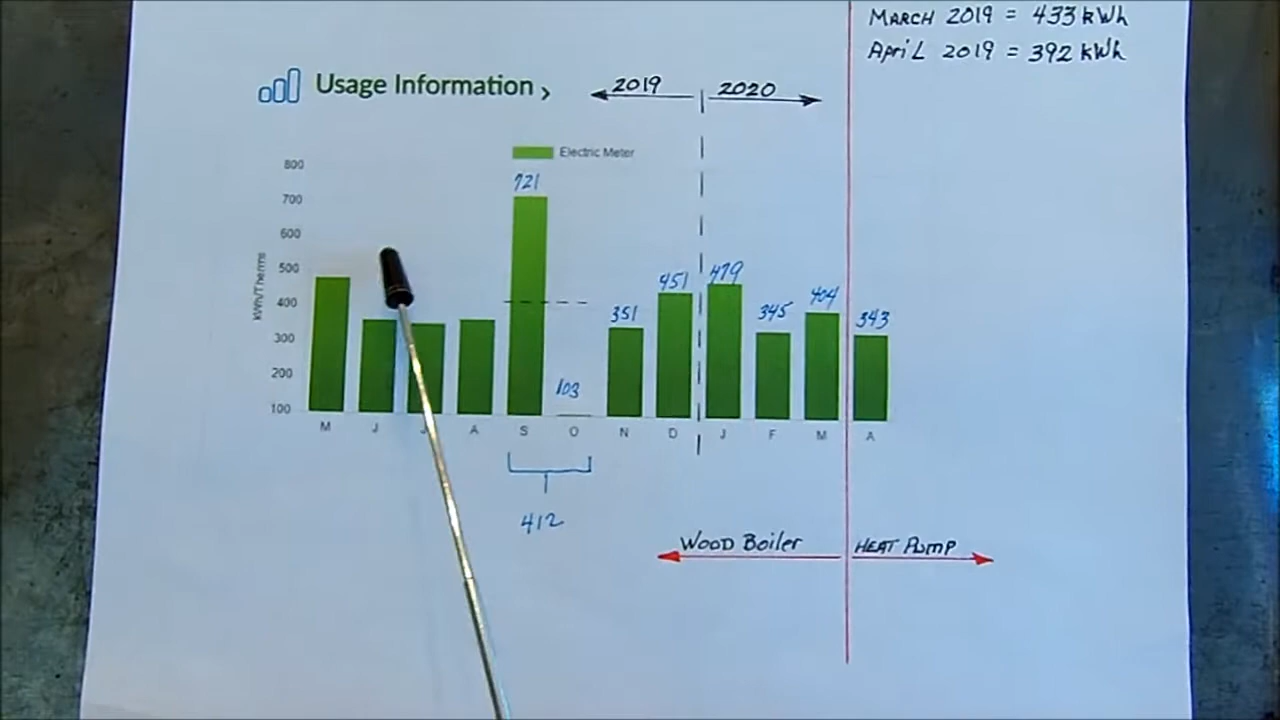 MARCH 2019 = 433 kWh
APriL 2019 = 392 kWh
Usage Information ›
2019
2020
Electric Meter
800
700
600
500
400
300
200
100
kWh/Therms
721
103
351
451
479
345
404
343
M J J A S O N D J F M A
412
WOOD BoiLer
HEAT PUMP